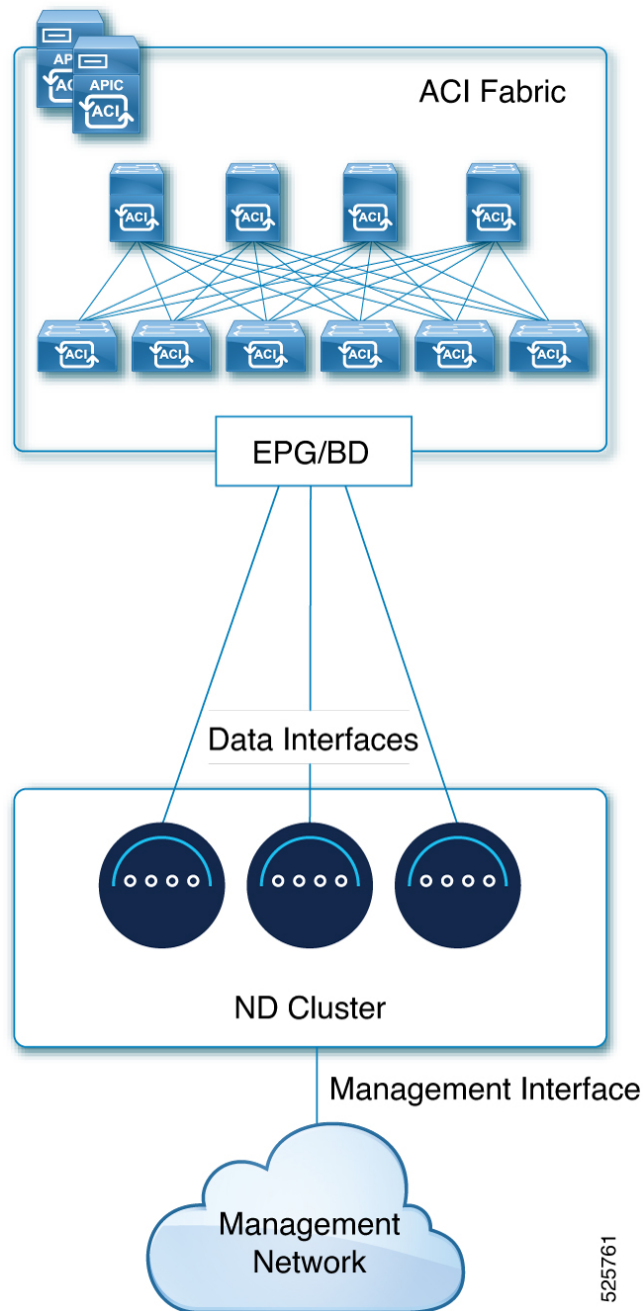 AP
ACI
APIC
ACI
ACI Fabric
ACI
ACI
ACI
ACI
ACI
ACI
ACI
ACI
ACI
ACI
EPG/BD
Data Interfaces
ND Cluster
Management Interface
Management
Network
525761